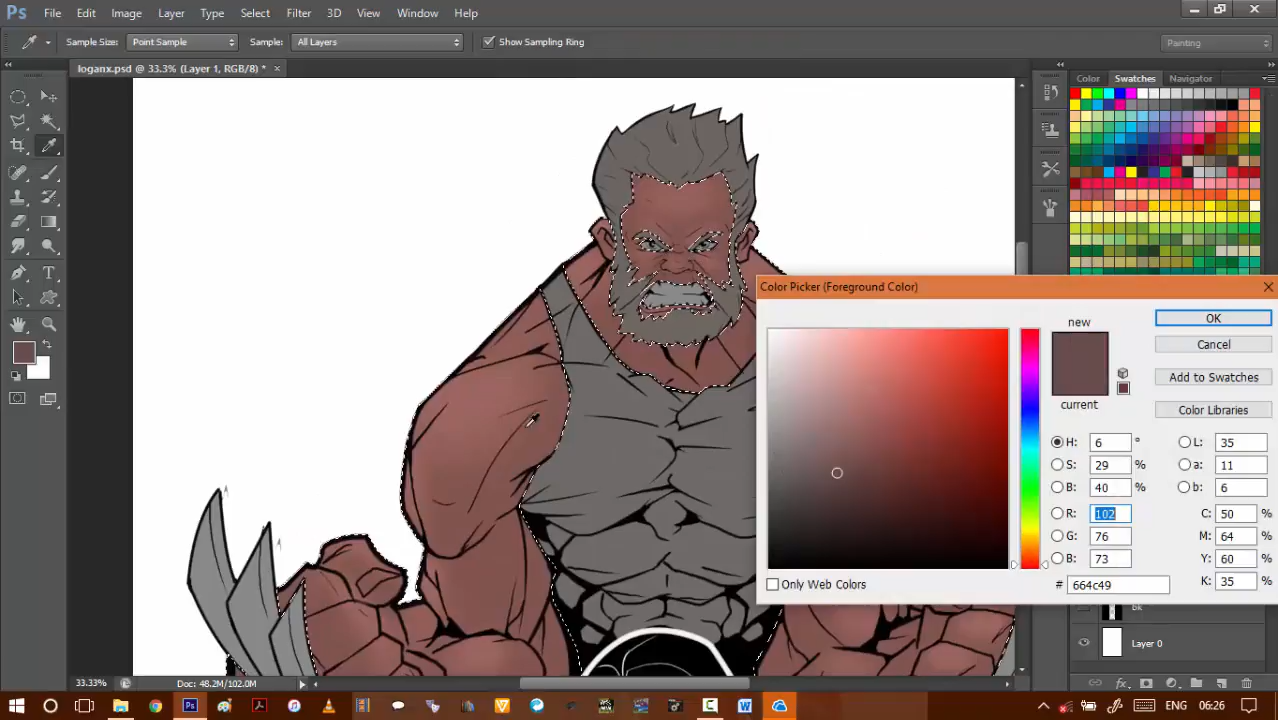 Ps File Edit Image Layer Type Select Filter 3D View Window Help
Sample Size: Point Sample Sample: All Layers Show Sampling Ring Painting
loganx.psd @ 33.3% (Layer 1, RGB/8) * ×
Color Swatches Navigator
Color Picker (Foreground Color)
new
current
OK
Cancel
Add to Swatches
Color Libraries
H: 6 °
S: 29 %
B: 40 %
R: 102
G: 76
B: 73
L: 35
a: 11
b: 6
C: 50 %
M: 64 %
Y: 60 %
K: 35 %
Only Web Colors
# 664c49
bk
Layer 0
33.33% Doc: 48.2M/102.0M
ENG 06:26